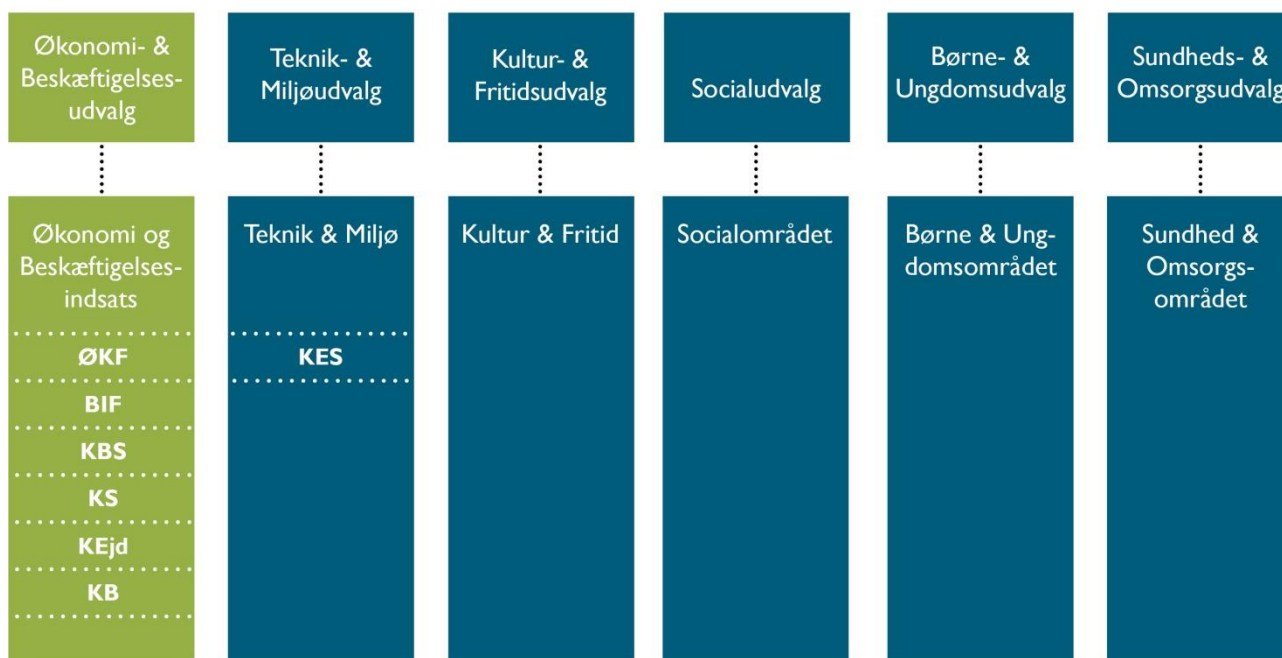 Økonomi- &
Beskæftigelses-
udvalg
Teknik- &
Miljøudvalg
Kultur- &
Fritidsudvalg
Socialudvalg
Børne- &
Ungdomsudvalg
Sundheds- &
Omsorgsudvalg
Økonomi og
Beskæftigelses-
indsats
ØKF
BIF
KBS
KS
KEjd
KB
Teknik & Miljø
KES
Kultur & Fritid
Socialområdet
Børne & Ung-
domsområdet
Sundhed &
Omsorgs-
området